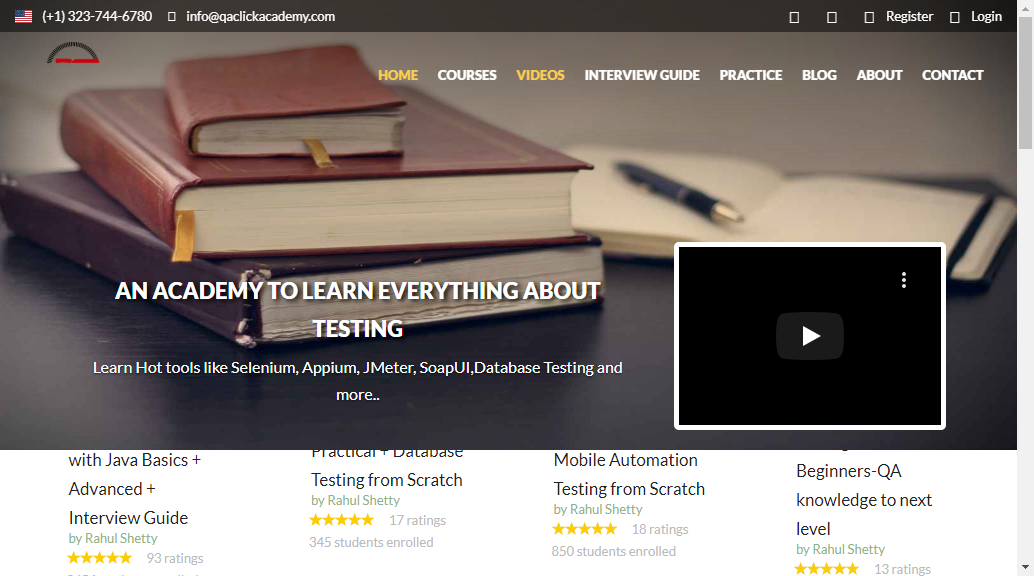 (+1) 323-744-6780 info@qaclickacademy.com Register Login
HOME COURSES VIDEOS INTERVIEW GUIDE PRACTICE BLOG ABOUT CONTACT
AN ACADEMY TO LEARN EVERYTHING ABOUT
TESTING
Learn Hot tools like Selenium, Appium, JMeter, SoapUI,Database Testing and
more..
with Java Basics +
Advanced +
Interview Guide
by Rahul Shetty
93 ratings
Practical + Database
Testing from Scratch
by Rahul Shetty
17 ratings
345 students enrolled
Mobile Automation
Testing from Scratch
by Rahul Shetty
18 ratings
850 students enrolled
Beginners-QA
knowledge to next
level
by Rahul Shetty
13 ratings